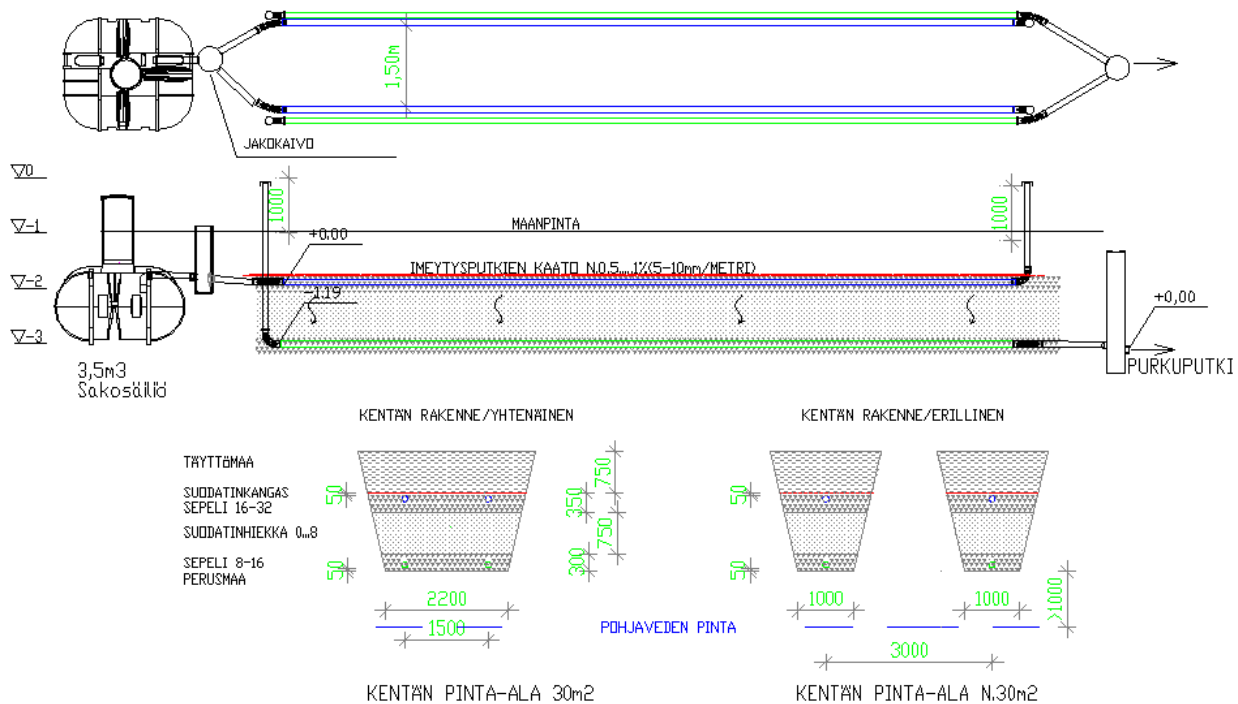 1,50m
JAKOKAIVO
0
-1
-2
-3
1000
1000
MAANPINTA
+0.00
IMEYTYSPUTKIEN KAATO N.0.5....1%(5-10mm/METRI)
-1.19
+0,00
3,5m3
Sakosäiliö
PURKUPUTKI
KENTÄN RAKENNE/YHTENÄINEN
KENTÄN RAKENNE/ERILLINEN
TÄYTTÖMAA
SUODATINKANGAS
SEPELI 16-32
SUODATINHIEKKA 0...8
SEPELI 8-16
PERUSMAA
50
50
750
350
750
300
50
50
2200
1500
1000
1000
>1000
POHJAVEDEN PINTA
3000
KENTÄN PINTA-ALA 30m2
KENTÄN PINTA-ALA N.30m2